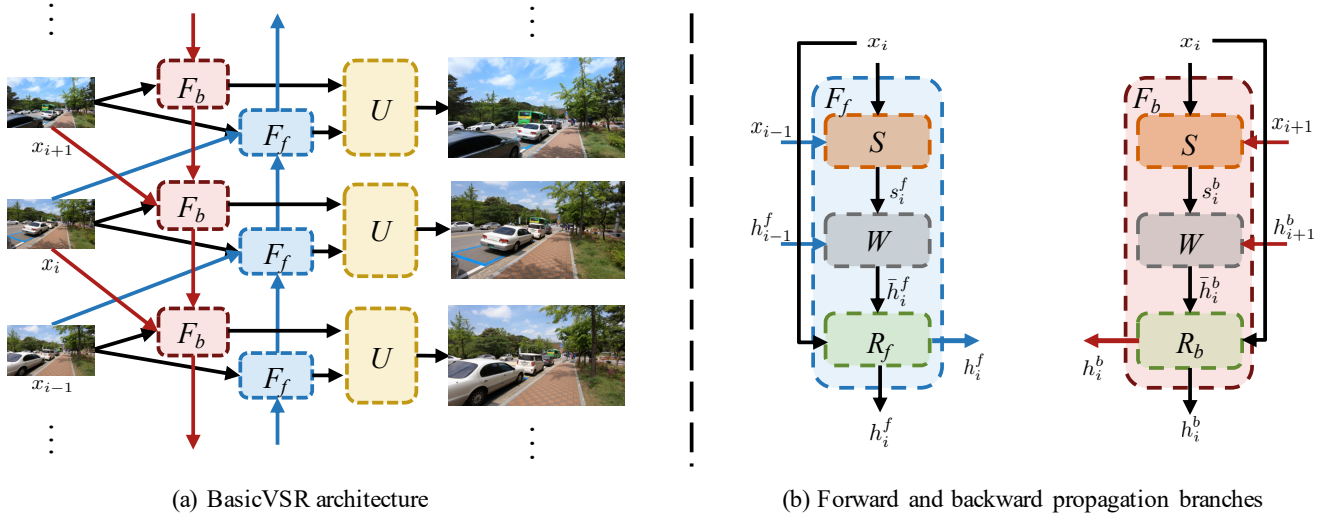 F_b
U
F_f
x_{i+1}
F_b
U
F_f
x_i
F_b
U
F_f
x_{i-1}
(a) BasicVSR architecture
x_i
F_f
x_{i-1}
S
s_i^f
h_{i-1}^f
W
\bar{h}_i^f
R_f
h_i^f
h_i^f
x_i
F_b
x_{i+1}
S
s_i^b
h_{i+1}^b
W
\bar{h}_i^b
R_b
h_i^b
h_i^b
(b) Forward and backward propagation branches